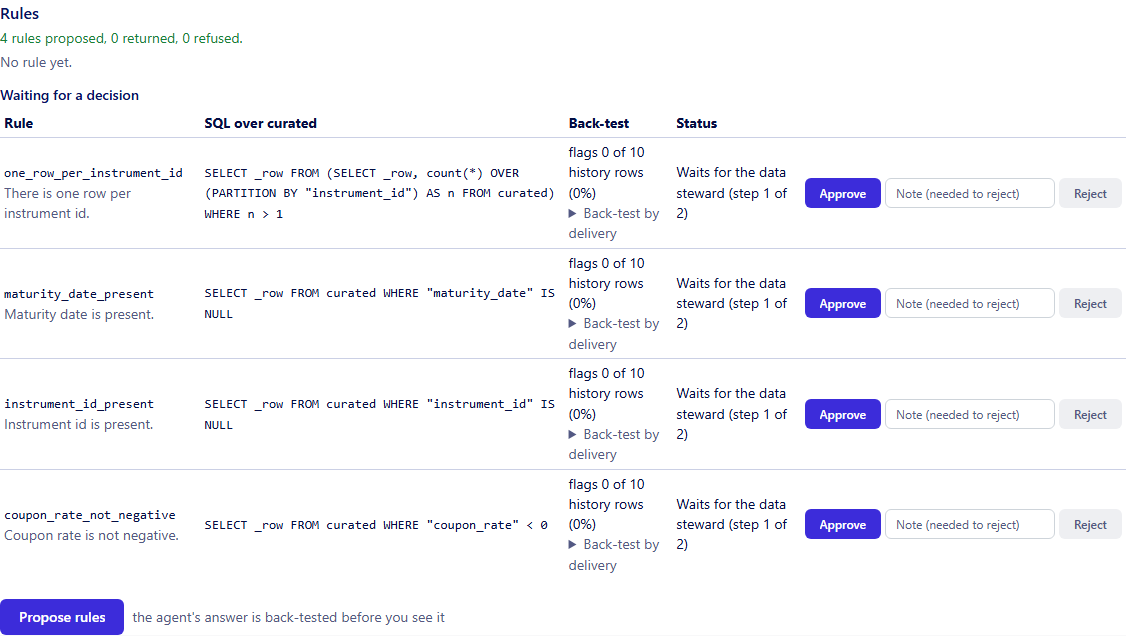 Rules
4 rules proposed, 0 returned, 0 refused.
No rule yet.
Waiting for a decision
Rule SQL over curated Back-test Status
one_row_per_instrument_id
There is one row per
instrument id.
SELECT _row FROM (SELECT _row, count(*) OVER
(PARTITION BY "instrument_id") AS n FROM curated)
WHERE n > 1
flags 0 of 10
history rows
(0%)
▶ Back-test by
delivery
Waits for the data
steward (step 1 of
2)
Approve Note (needed to reject) Reject
maturity_date_present
Maturity date is present.
SELECT _row FROM curated WHERE "maturity_date" IS
NULL
flags 0 of 10
history rows
(0%)
▶ Back-test by
delivery
Waits for the data
steward (step 1 of
2)
Approve Note (needed to reject) Reject
instrument_id_present
Instrument id is present.
SELECT _row FROM curated WHERE "instrument_id" IS
NULL
flags 0 of 10
history rows
(0%)
▶ Back-test by
delivery
Waits for the data
steward (step 1 of
2)
Approve Note (needed to reject) Reject
coupon_rate_not_negative
Coupon rate is not negative.
SELECT _row FROM curated WHERE "coupon_rate" < 0
flags 0 of 10
history rows
(0%)
▶ Back-test by
delivery
Waits for the data
steward (step 1 of
2)
Approve Note (needed to reject) Reject
Propose rules the agent's answer is back-tested before you see it